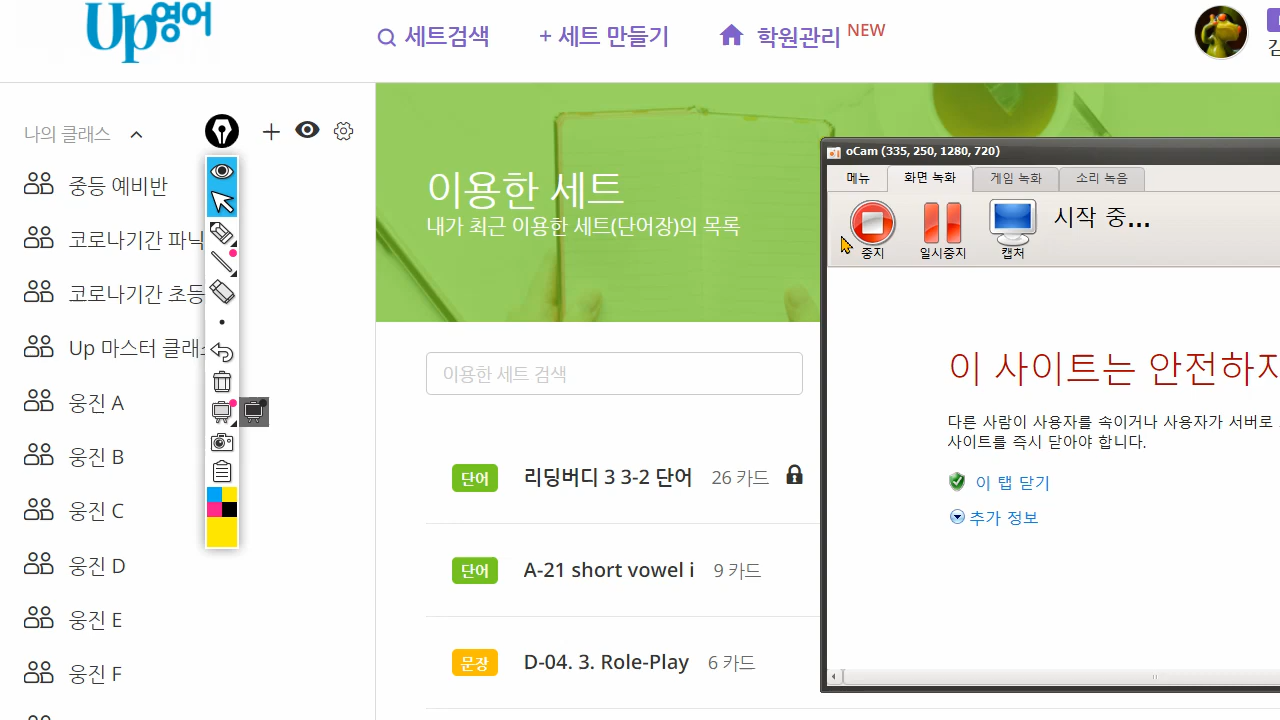 Up영어
세트검색
+ 세트 만들기
학원관리 NEW
나의 클래스
중등 예비반
코로나기간 파닉
코로나기간 초등
Up 마스터 클래스
웅진 A
웅진 B
웅진 C
웅진 D
웅진 E
웅진 F
이용한 세트
내가 최근 이용한 세트(단어장)의 목록
이용한 세트 검색
단어 리딩버디 3 3-2 단어 26 카드
단어 A-21 short vowel i 9 카드
문장 D-04. 3. Role-Play 6 카드
oCam (335, 250, 1280, 720)
메뉴 화면 녹화 게임 녹화 소리 녹음
중지 일시중지 캡처 시작 중...
이 사이트는 안전하지
다른 사람이 사용자를 속이거나 사용자가 서버로
사이트를 즉시 닫아야 합니다.
이 탭 닫기
추가 정보